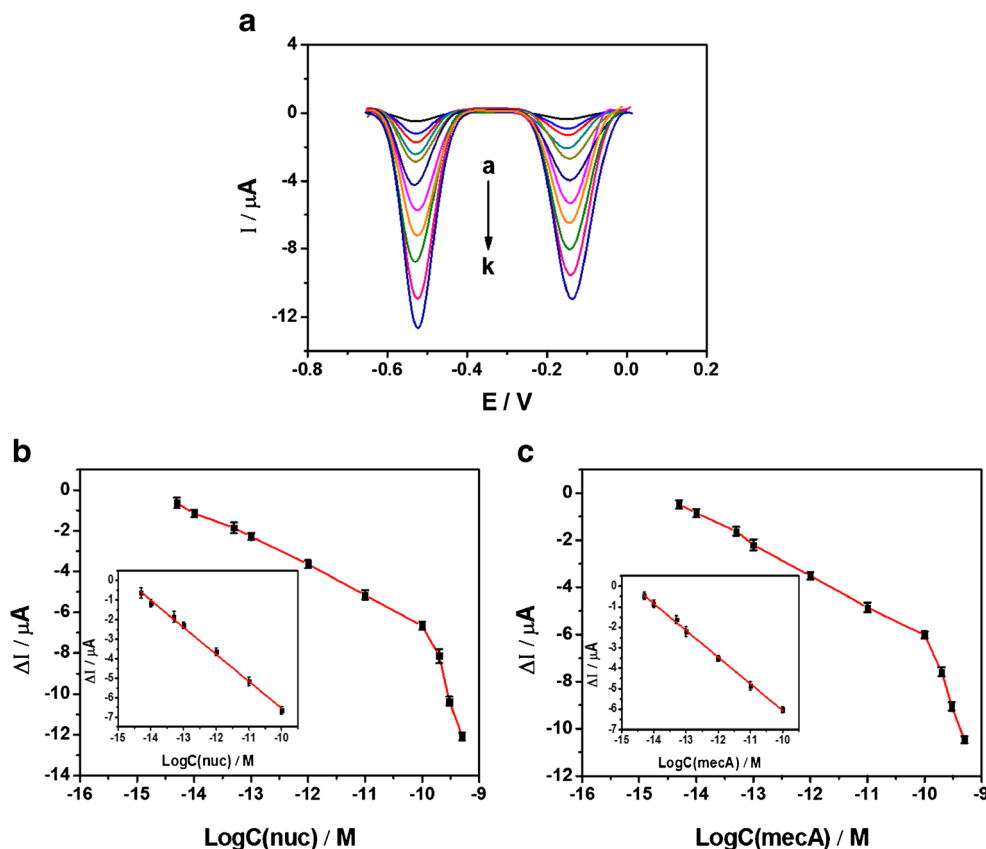 a
4
0
-4
-8
-12
I / µA
a
k
-0.8 -0.6 -0.4 -0.2 0.0 0.2
E / V
b
0
-2
-4
-6
-8
-10
-12
-14
ΔI / µA
0
-1
-2
-3
-4
-5
-6
-7
ΔI / µA
-15 -14 -13 -12 -11 -10
LogC(nuc) / M
-16 -15 -14 -13 -12 -11 -10 -9
LogC(nuc) / M
c
0
-2
-4
-6
-8
-10
-12
ΔI / µA
0
-1
-2
-3
-4
-5
-6
ΔI / µA
-15 -14 -13 -12 -11 -10
LogC(mecA) / M
-16 -15 -14 -13 -12 -11 -10 -9
LogC(mecA) / M